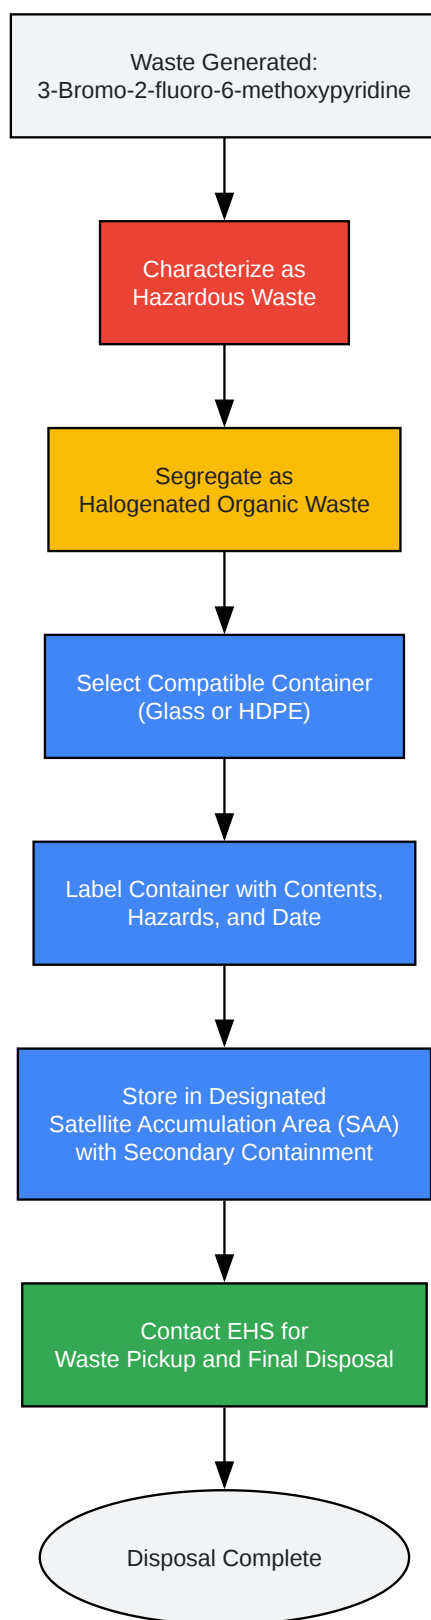 Waste Generated:
3-Bromo-2-fluoro-6-methoxypyridine
Characterize as
Hazardous Waste
Segregate as
Halogenated Organic Waste
Select Compatible Container
(Glass or HDPE)
Label Container with Contents,
Hazards, and Date
Store in Designated
Satellite Accumulation Area (SAA)
with Secondary Containment
Contact EHS for
Waste Pickup and Final Disposal
Disposal Complete